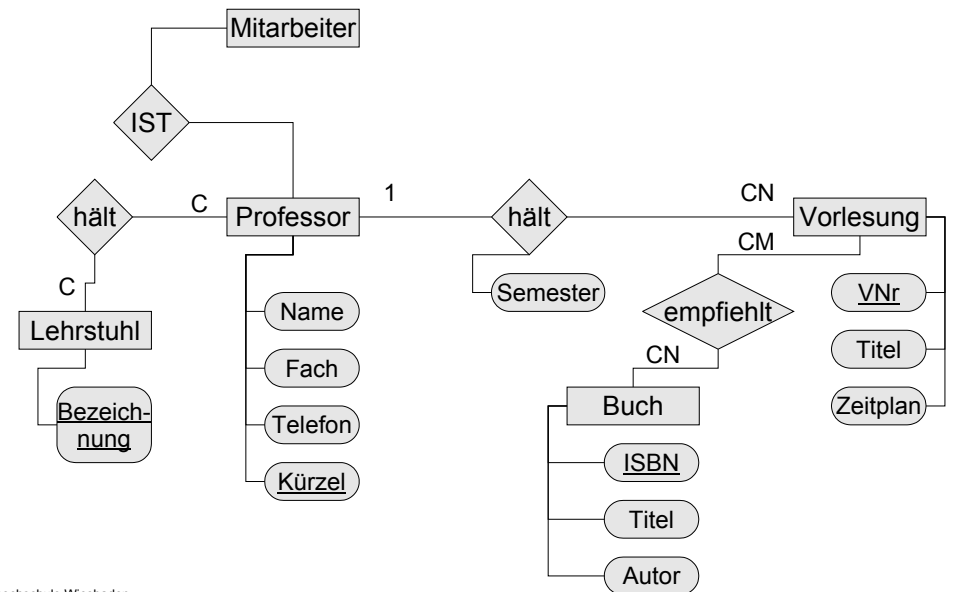 Mitarbeiter
IST
hält
C
Professor
1
hält
CN
Vorlesung
CM
C
Lehrstuhl
Bezeich-
nung
Name
Fach
Telefon
Kürzel
Semester
empfiehlt
CN
Buch
ISBN
Titel
Autor
VNr
Titel
Zeitplan